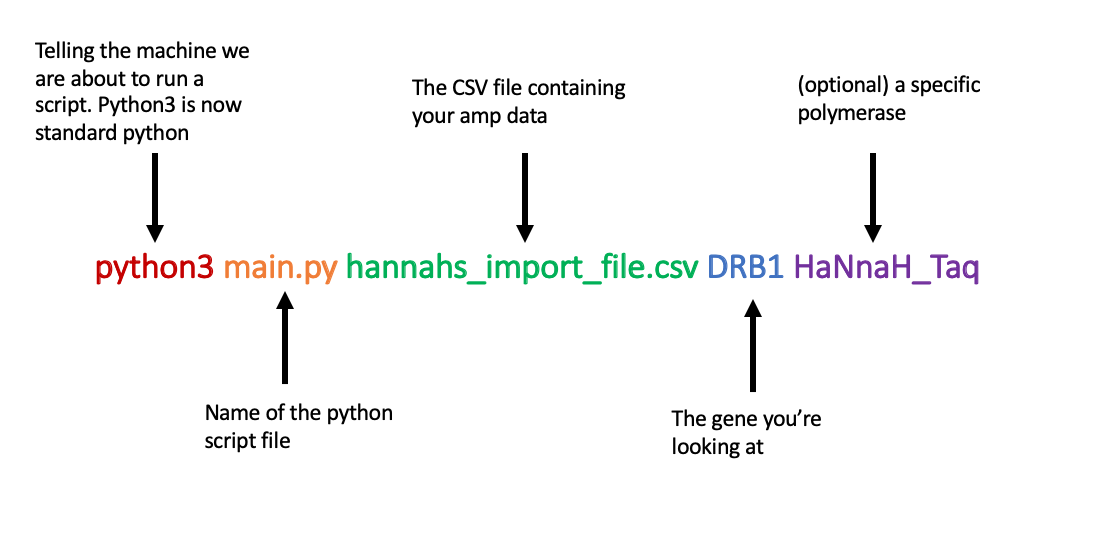 Telling the machine we
are about to run a
script. Python3 is now
standard python
The CSV file containing
your amp data
(optional) a specific
polymerase
python3 main.py hannahs_import_file.csv DRB1 HaNnaH_Taq
Name of the python
script file
The gene you’re
looking at